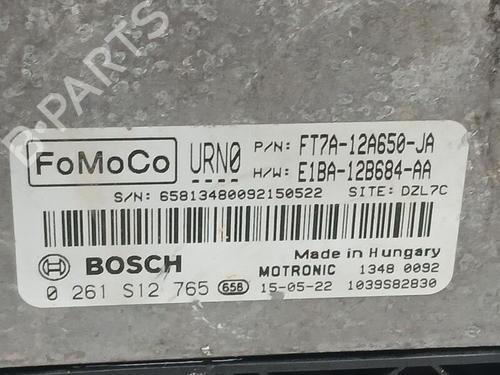 B-PARTS
FoMoCo URN0 P/N: FT7A-12A650-JA
H/W: E1BA-12B684-AA
S/N: 65813480092150522 SITE: DZL7C
BOSCH Made in Hungary
MOTRONIC 1348 0092
0 261 S12 765 658 15-05-22 1039S82830